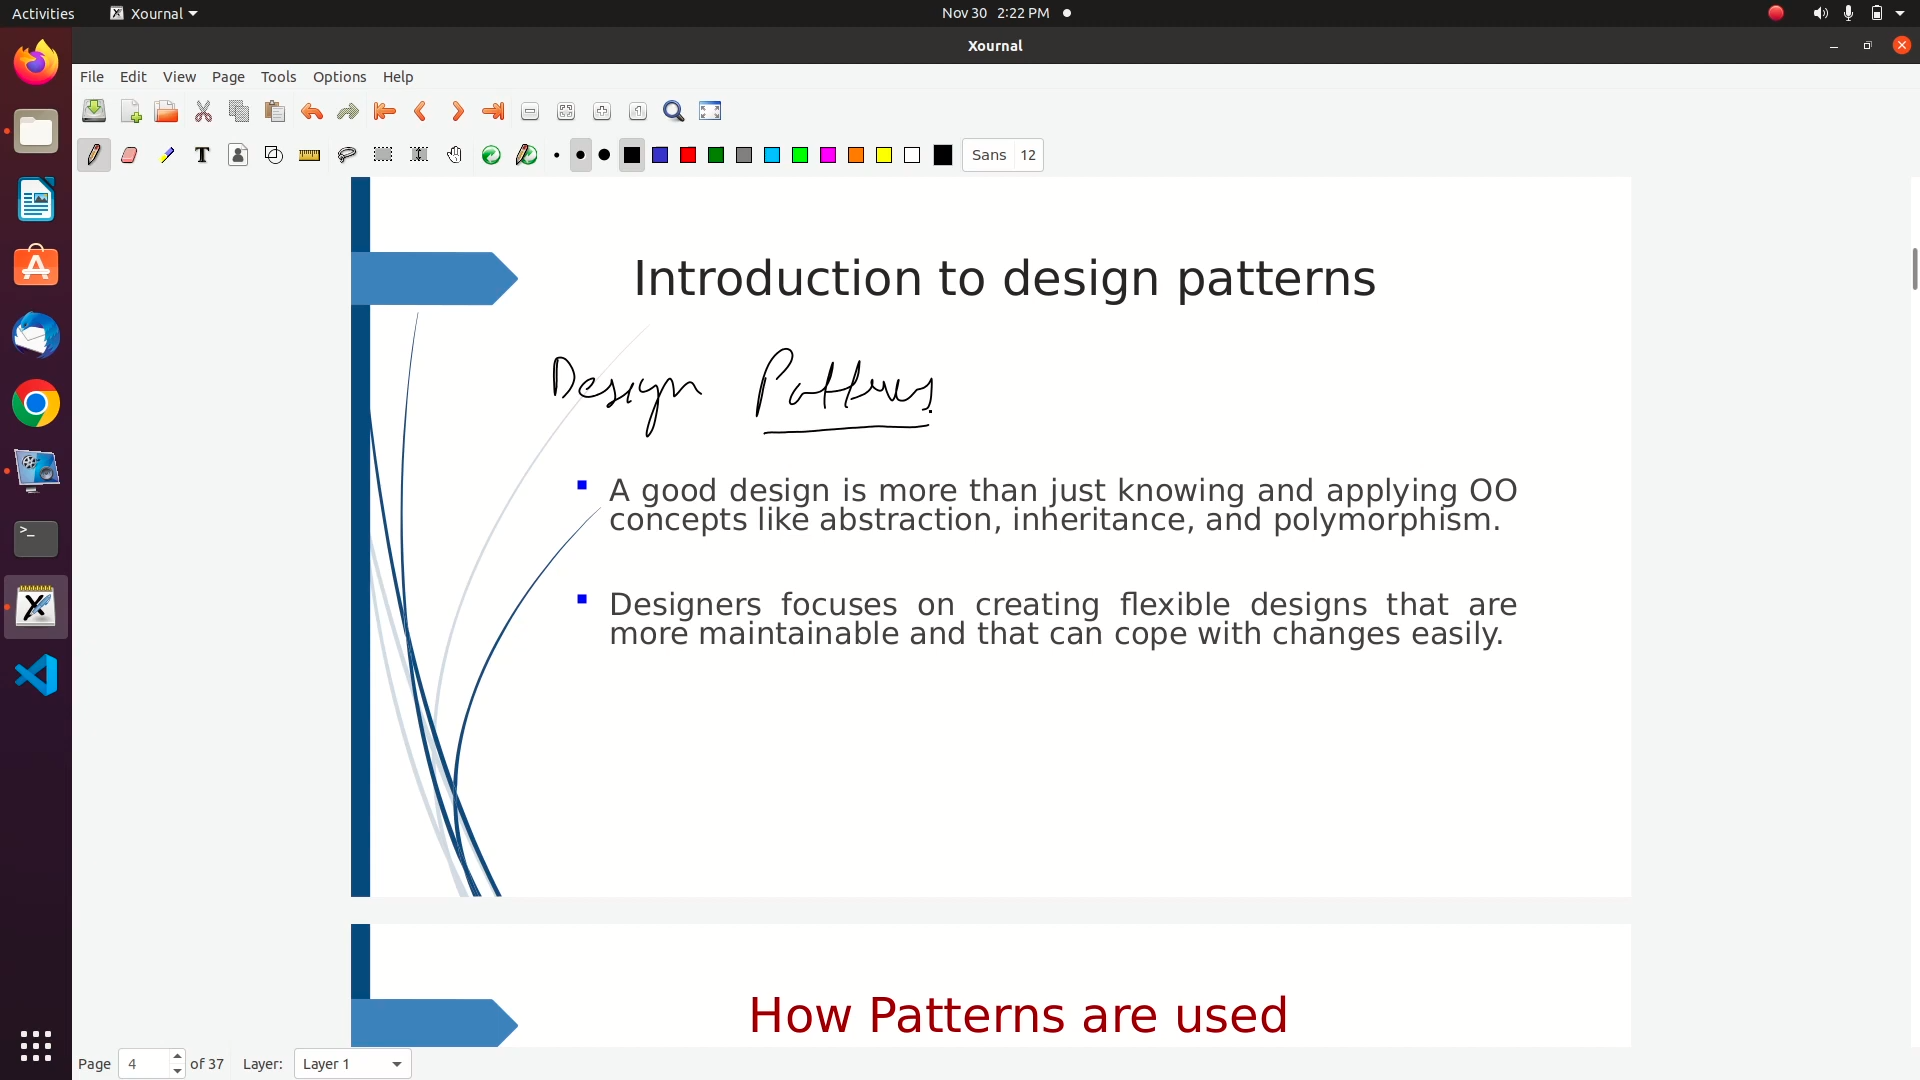 Activities Xournal Nov 30 2:22 PM
Xournal
File Edit View Page Tools Options Help
T Sans 12
Introduction to design patterns
Design Patterns
A good design is more than just knowing and applying OO
concepts like abstraction, inheritance, and polymorphism.
Designers focuses on creating flexible designs that are
more maintainable and that can cope with changes easily.
How Patterns are used
Page 4 of 37 Layer: Layer 1